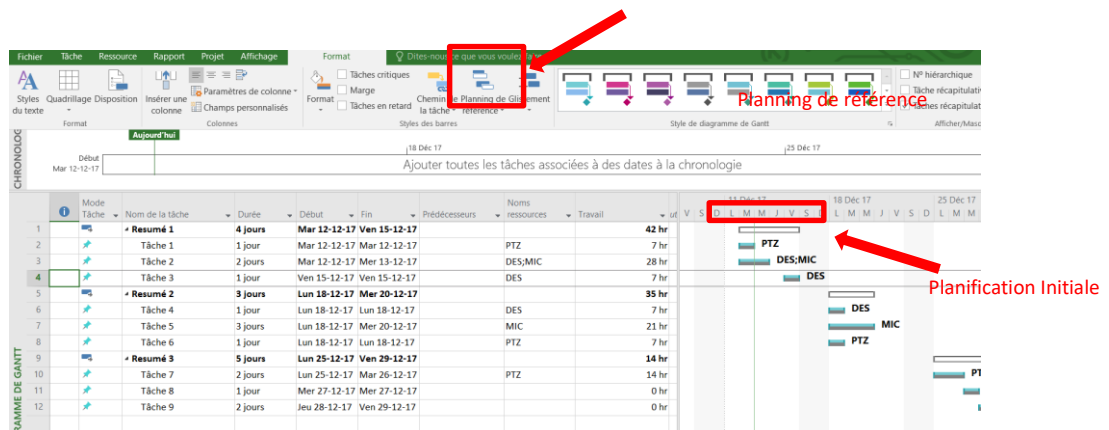 Fichier Tâche Ressource Rapport Projet Affichage Format Dites-nous ce que vous voulez
Styles du texte
Quadrillage
Disposition
Format
Insérer une colonne
Paramètres de colonne
Champs personnalisés
Colonnes
Format
Tâches critiques
Marge
Tâches en retard
Chemin de la tâche
Planning de référence
Glissement
Styles des barres
Planning de référence
Style de diagramme de Gantt
Nº hiérarchique
Tâche récapitulati
Tâches récapitulat
Afficher/Masc
CHRONOLOG
Aujourd'hui
Début
Mar 12-12-17
18 Déc 17 25 Déc 17
Ajouter toutes les tâches associées à des dates à la chronologie
Mode Tâche Nom de la tâche Durée Début Fin Prédécesseurs Noms ressources Travail
11 Déc 17 18 Déc 17 25 Déc 17
V S D L M M J V S D L M M J V S D L M M
1 Resumé 1 4 jours Mar 12-12-17 Ven 15-12-17 42 hr
2 Tâche 1 1 jour Mar 12-12-17 Mar 12-12-17 PTZ 7 hr PTZ
3 Tâche 2 2 jours Mar 12-12-17 Mer 13-12-17 DES;MIC 28 hr DES;MIC
4 Tâche 3 1 jour Ven 15-12-17 Ven 15-12-17 DES 7 hr DES
5 Resumé 2 3 jours Lun 18-12-17 Mer 20-12-17 35 hr
Planification Initiale
6 Tâche 4 1 jour Lun 18-12-17 Lun 18-12-17 DES 7 hr DES
7 Tâche 5 3 jours Lun 18-12-17 Mer 20-12-17 MIC 21 hr MIC
8 Tâche 6 1 jour Lun 18-12-17 Lun 18-12-17 PTZ 7 hr PTZ
9 Resumé 3 5 jours Lun 25-12-17 Ven 29-12-17 14 hr
10 Tâche 7 2 jours Lun 25-12-17 Mar 26-12-17 PTZ 14 hr PT
11 Tâche 8 1 jour Mer 27-12-17 Mer 27-12-17 0 hr
12 Tâche 9 2 jours Jeu 28-12-17 Ven 29-12-17 0 hr
RAMME DE GANTT